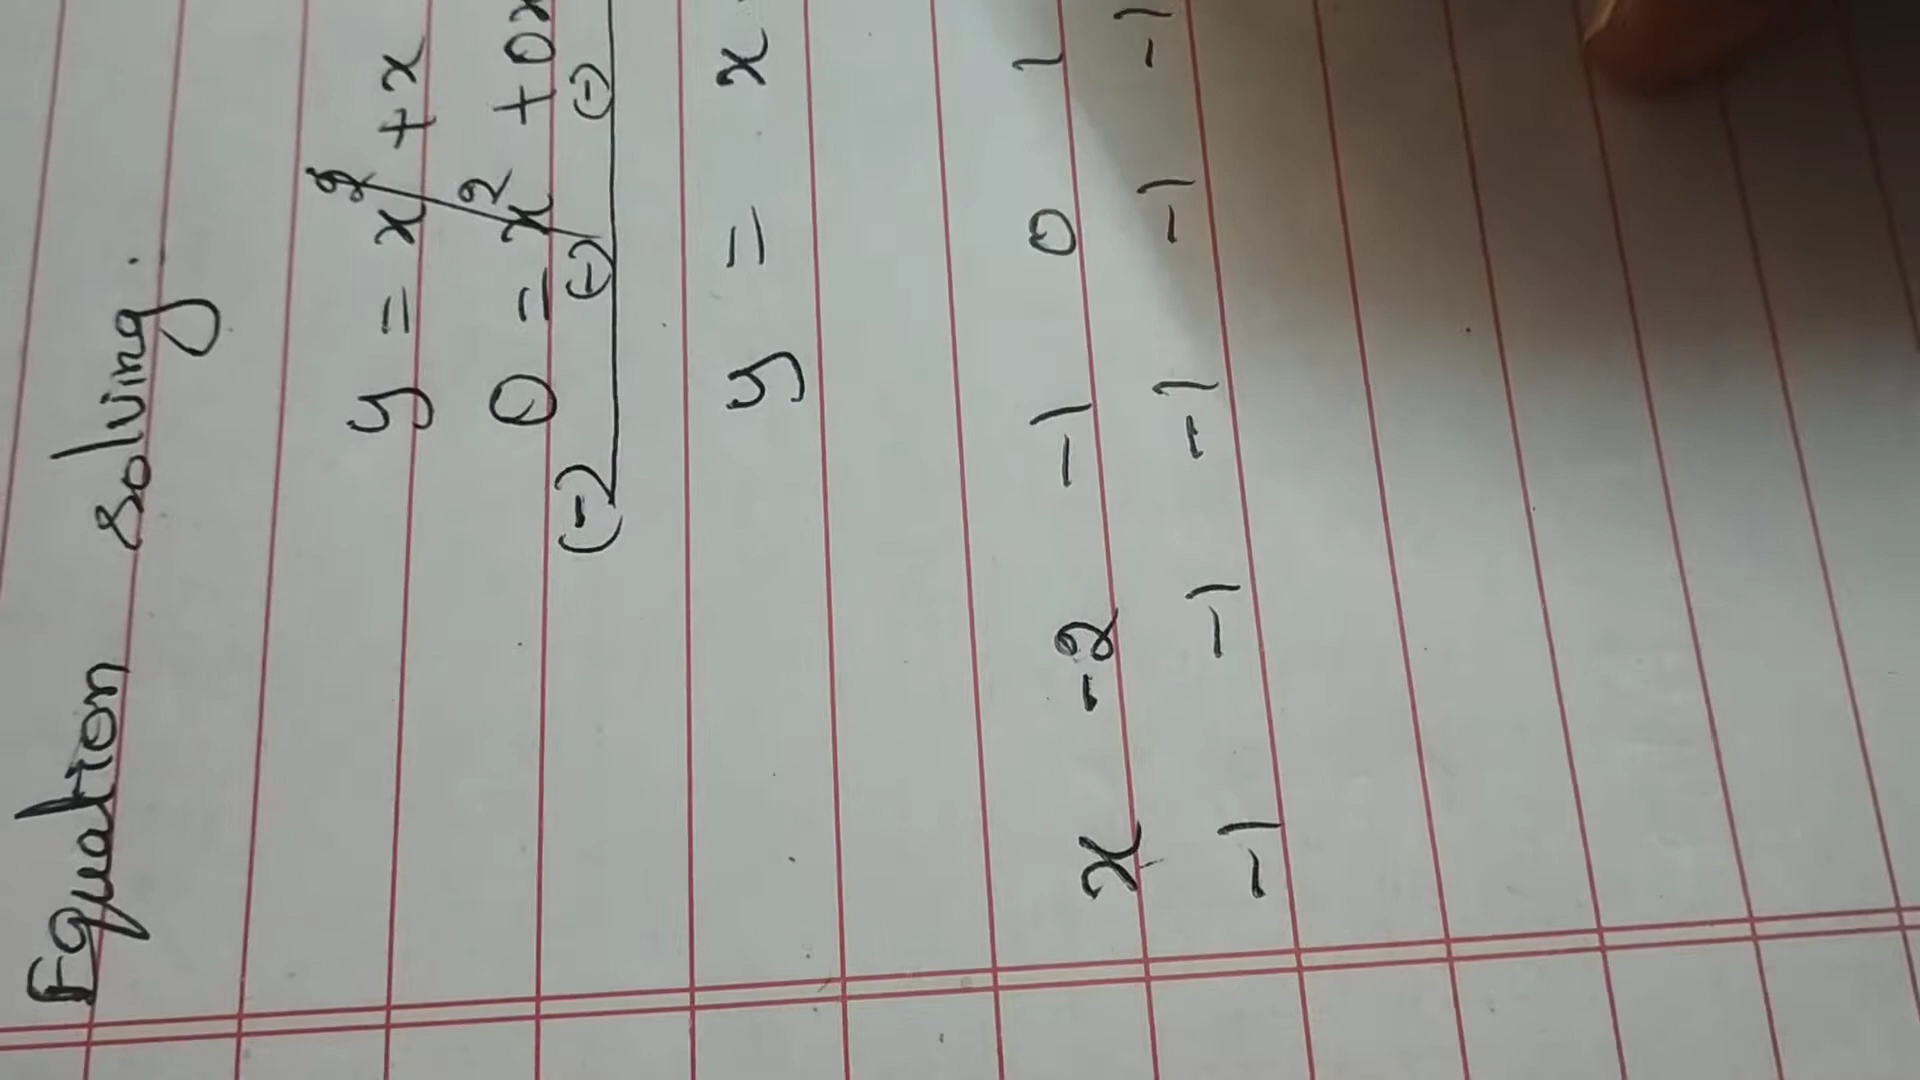 Equation solving.
y = x² + x
0 = x² + 0x
(-) (-) (-)
y = x
x -2 -1 0 1
-1 -1 -1 -1 -1